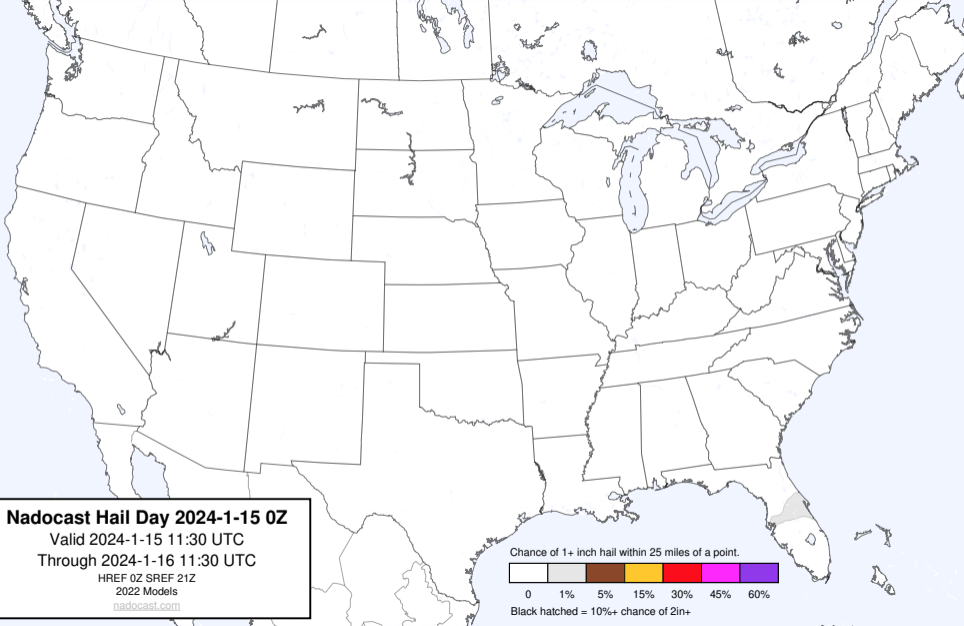 Nadocast Hail Day 2024-1-15 0Z
Valid 2024-1-15 11:30 UTC
Through 2024-1-16 11:30 UTC
HREF 0Z SREF 21Z
2022 Models
nadocast.com
Chance of 1+ inch hail within 25 miles of a point.
0 1% 5% 15% 30% 45% 60%
Black hatched = 10%+ chance of 2in+